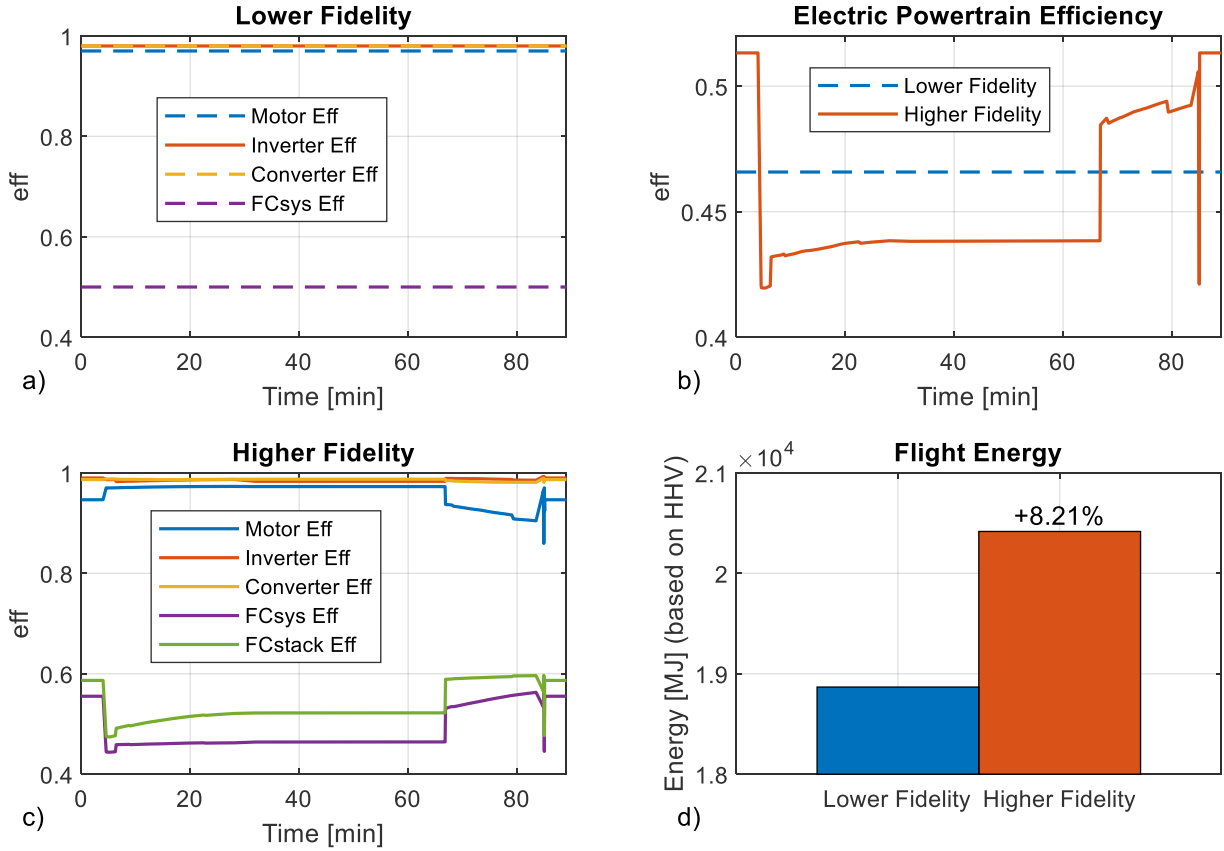 Lower Fidelity
1
0.8
0.6
0.4
eff
Motor Eff
Inverter Eff
Converter Eff
FCsys Eff
0 20 40 60 80
Time [min]
a)
Electric Powertrain Efficiency
0.5
0.45
0.4
eff
Lower Fidelity
Higher Fidelity
0 20 40 60 80
Time [min]
b)
Higher Fidelity
1
0.8
0.6
0.4
eff
Motor Eff
Inverter Eff
Converter Eff
FCsys Eff
FCstack Eff
0 20 40 60 80
Time [min]
c)
Flight Energy
×10⁴
2.1
2
1.9
1.8
Energy [MJ] (based on HHV)
+8.21%
Lower Fidelity Higher Fidelity
d)